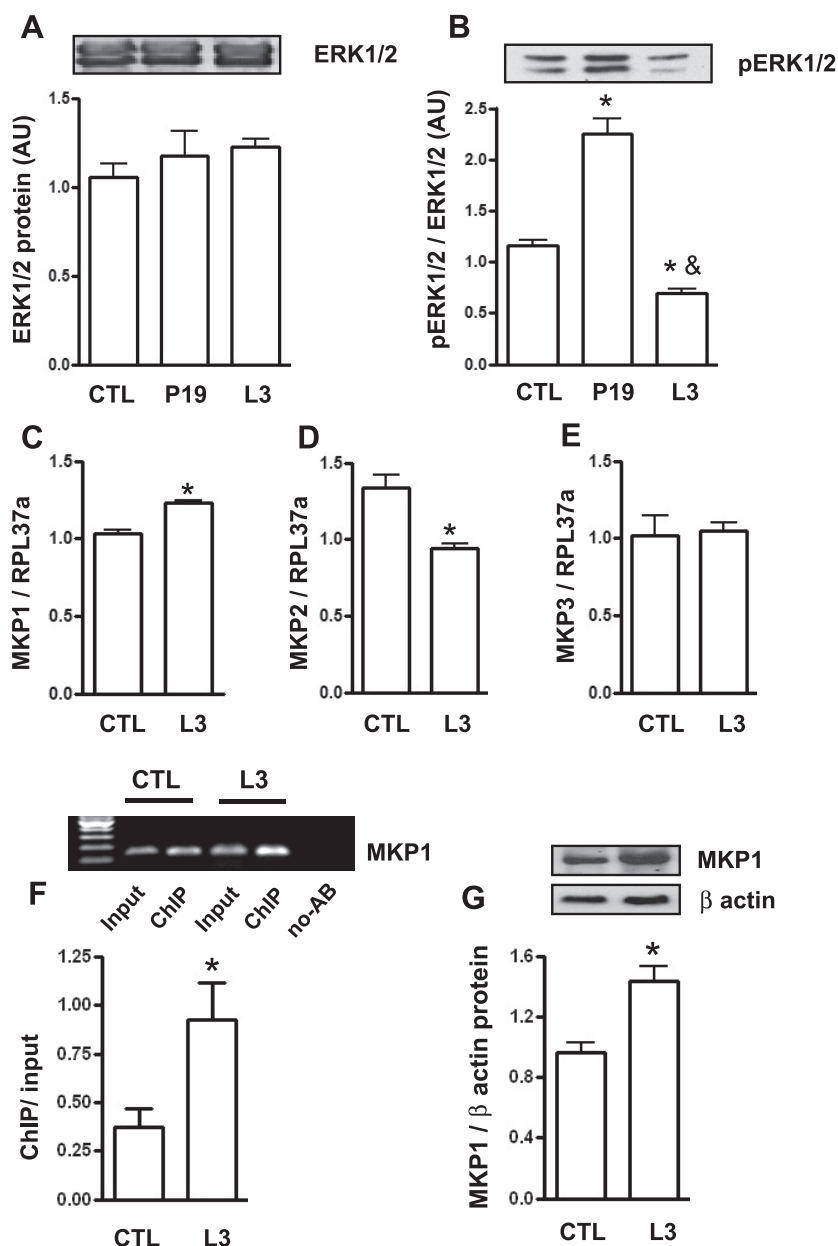 A
ERK1/2
ERK1/2 protein (AU)
1.5
1.0
0.5
0.0
CTL P19 L3
B
pERK1/2
pERK1/2 / ERK1/2 (AU)
2.5
2.0
1.5
1.0
0.5
0.0
*
* &
CTL P19 L3
C
MKP1 / RPL37a
1.5
1.0
0.5
0.0
*
CTL L3
D
MKP2 / RPL37a
1.5
1.0
0.5
0.0
*
CTL L3
E
MKP3 / RPL37a
1.5
1.0
0.5
0.0
CTL L3
CTL L3
MKP1
Input ChIP Input ChIP no-AB
F
ChIP/ input
1.25
1.00
0.75
0.50
0.25
0.00
*
CTL L3
MKP1
β actin
G
MKP1 / β actin protein
1.6
1.2
0.8
0.4
0.0
*
CTL L3